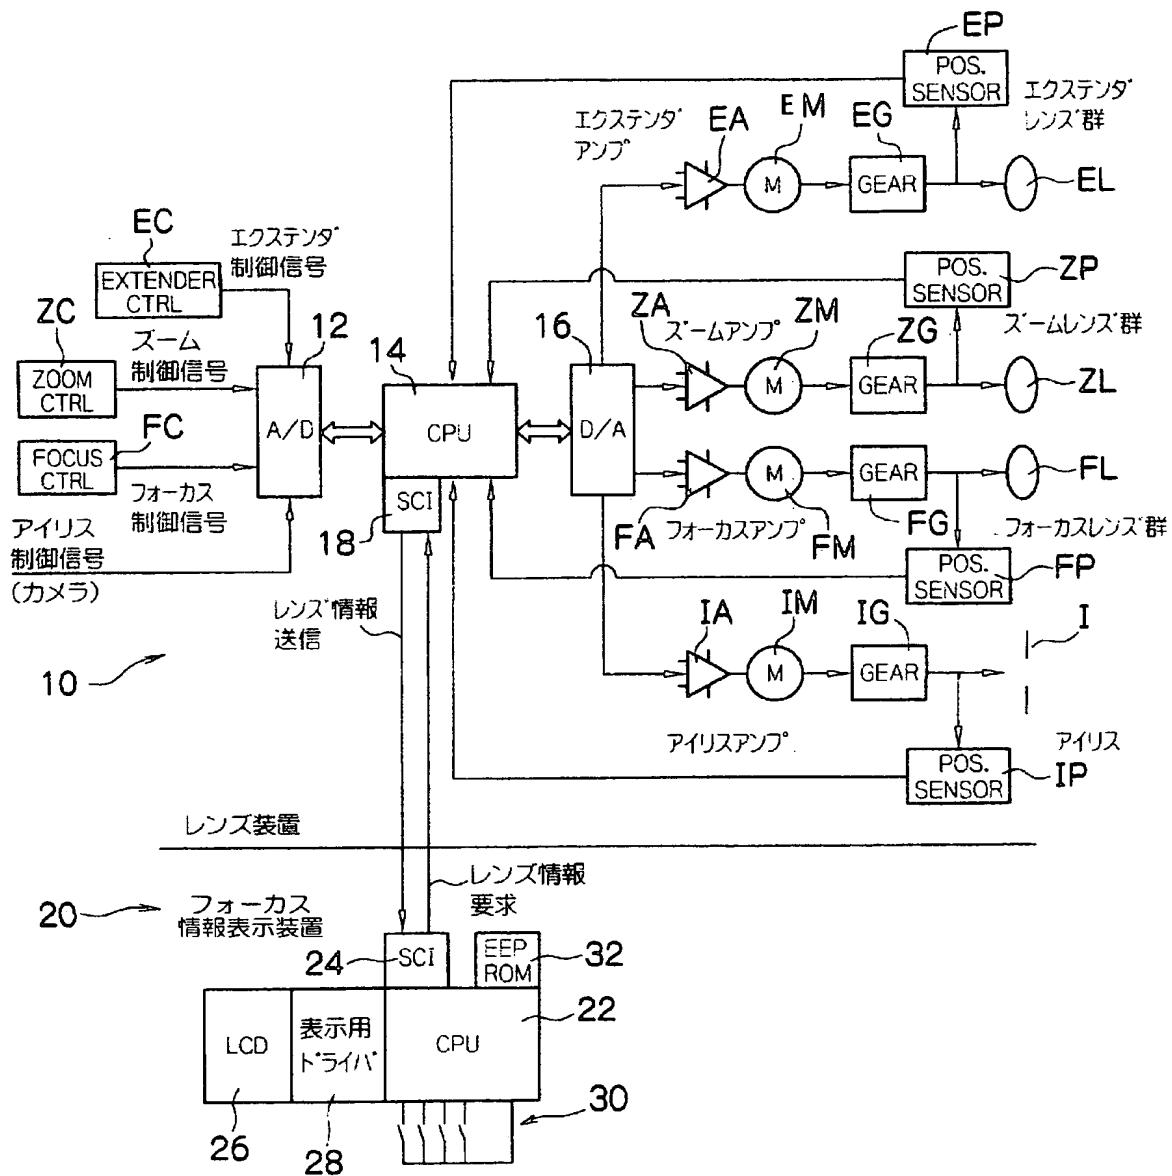 EP
POS.
SENSOR
エクステンダ
レンズ群
エクステンダ
アンプ
EA
EM
EG
M
GEAR
EL
EC
エクステンダ
制御信号
EXTENDER
CTRL
POS.
SENSOR
ZP
ZC
ズーム
制御信号
12
14
16
ZA
ズームアンプ
ZM
ZG
ズームレンズ群
ZOOM
CTRL
M
GEAR
ZL
A/D
CPU
D/A
FC
FOCUS
CTRL
フォーカス
制御信号
M
GEAR
FL
SCI
18
FA
フォーカスアンプ
FM
FG
フォーカスレンズ群
アイリス
制御信号
(カメラ)
POS.
SENSOR
FP
レンズ情報
送信
IA
IM
IG
I
10
M
GEAR
アイリスアンプ
アイリス
POS.
SENSOR
IP
レンズ装置
レンズ情報
要求
20
フォーカス
情報表示装置
24
SCI
EEP
ROM
32
22
LCD
表示用
ドライバ
CPU
30
26
28